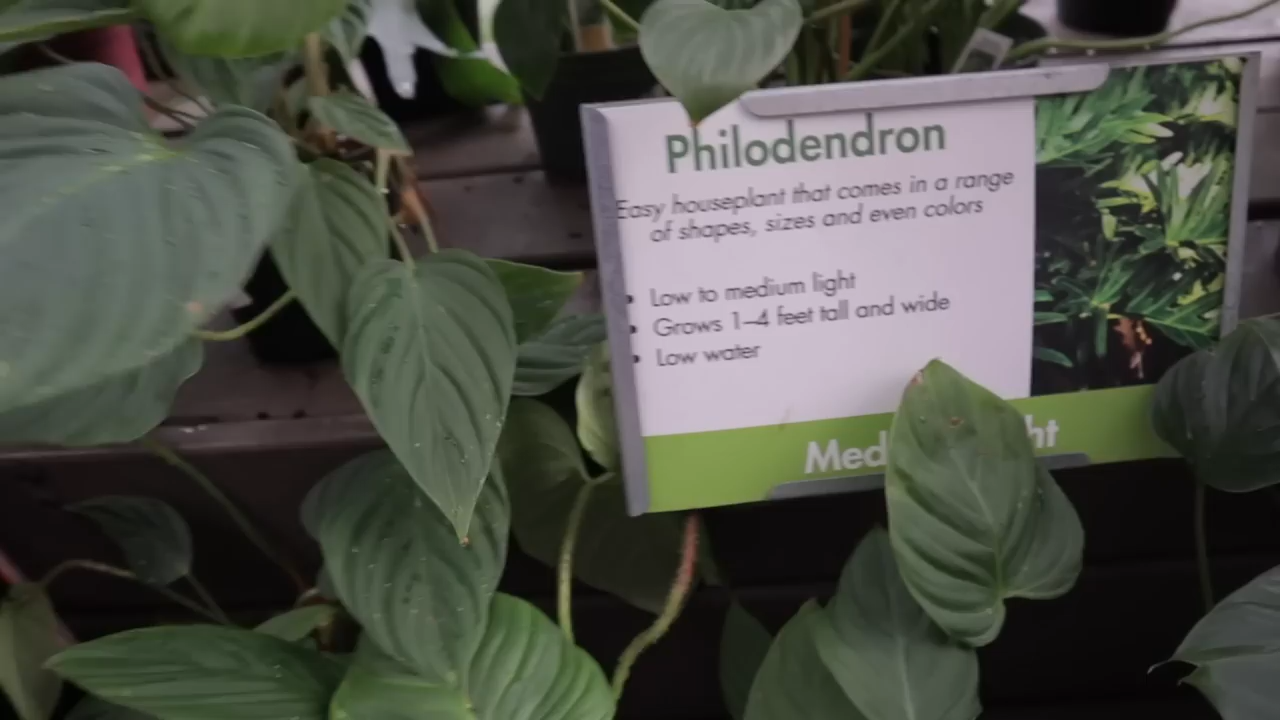 Philodendron
Easy houseplant that comes in a range
of shapes, sizes and even colors
• Low to medium light
• Grows 1–4 feet tall and wide
• Low water